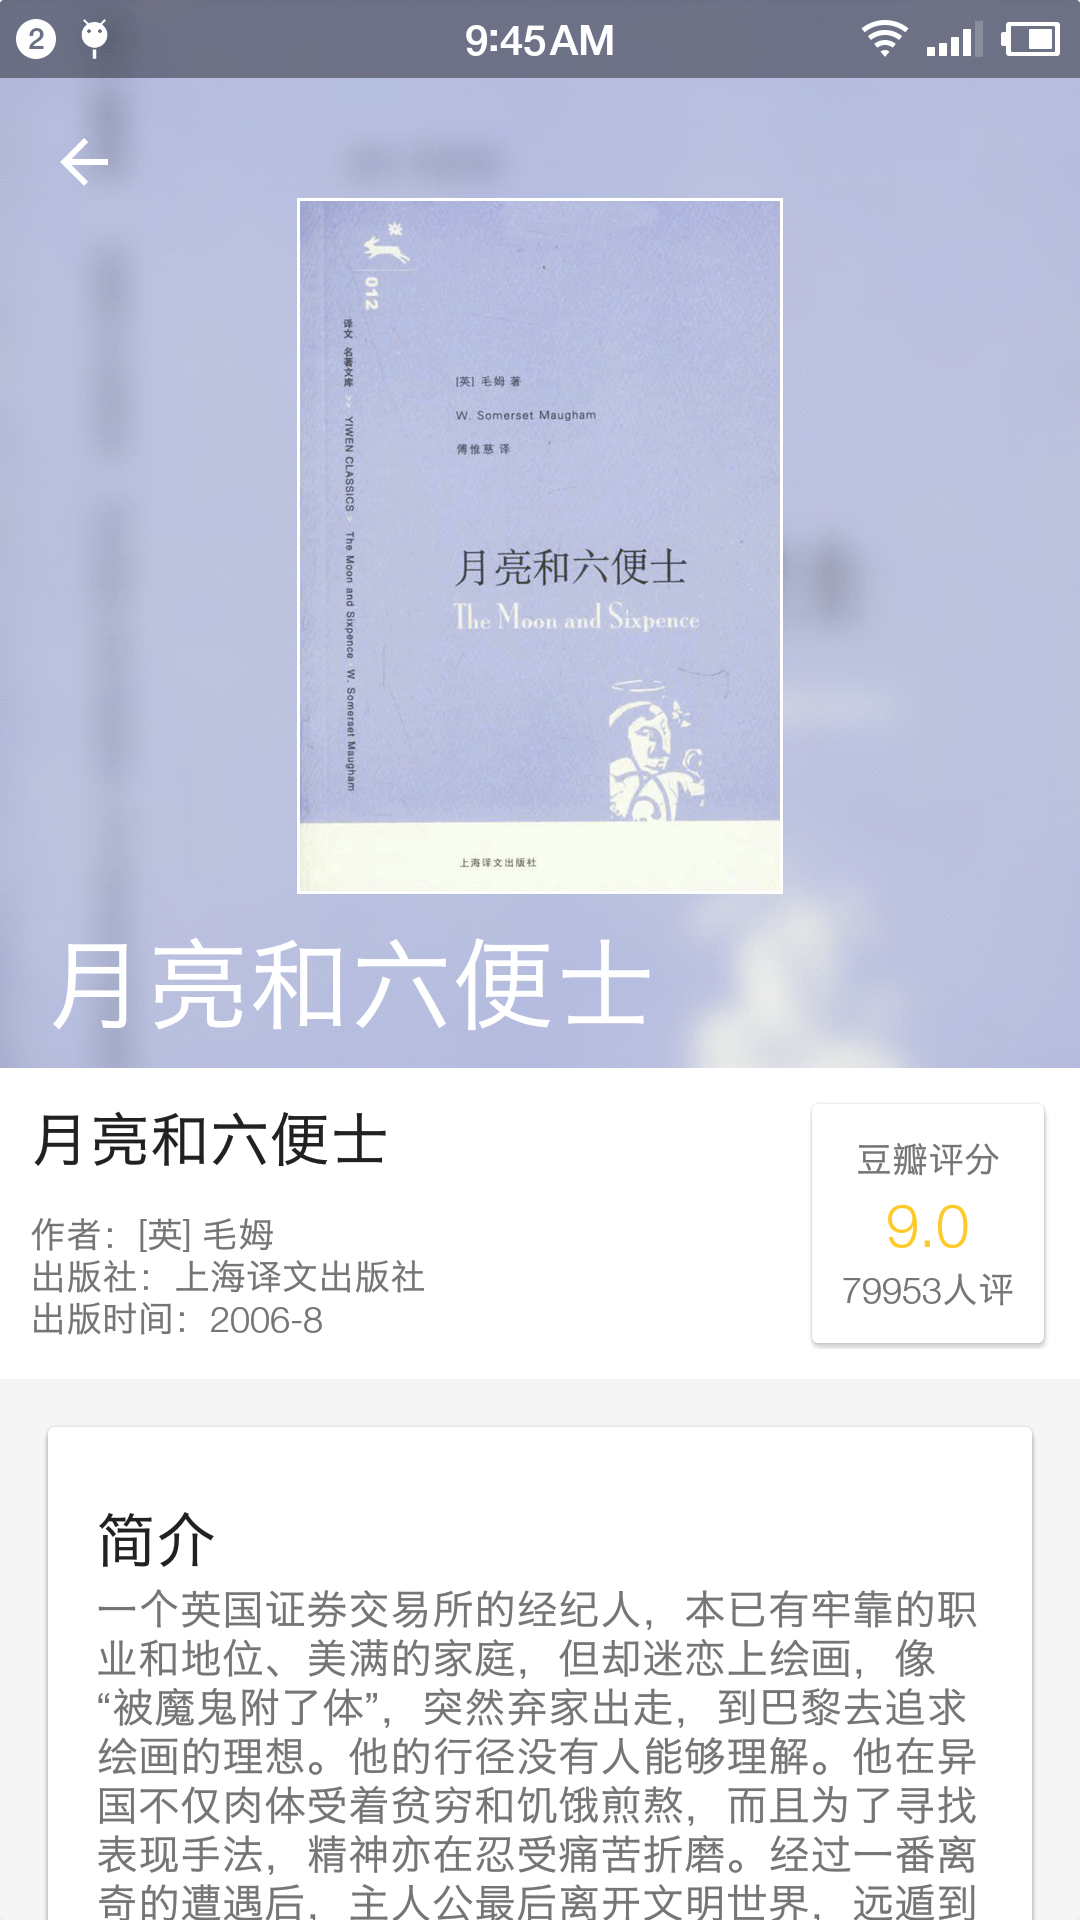 2
9:45AM
012
译文 名著文库 >> YIWEN CLASSICS > The Moon and Sixpence W. Somerset Maugham
[英] 毛姆 著
W. Somerset Maugham
傅惟慈 译
月亮和六便士
The Moon and Sixpence
上海译文出版社
月亮和六便士
月亮和六便士
作者：[英] 毛姆
出版社：上海译文出版社
出版时间：2006-8
豆瓣评分
9.0
79953人评
简介
一个英国证券交易所的经纪人，本已有牢靠的职
业和地位、美满的家庭，但却迷恋上绘画，像
“被魔鬼附了体”，突然弃家出走，到巴黎去追求
绘画的理想。他的行径没有人能够理解。他在异
国不仅肉体受着贫穷和饥饿煎熬，而且为了寻找
表现手法，精神亦在忍受痛苦折磨。经过一番离
奇的遭遇后，主人公最后离开文明世界，远遁到